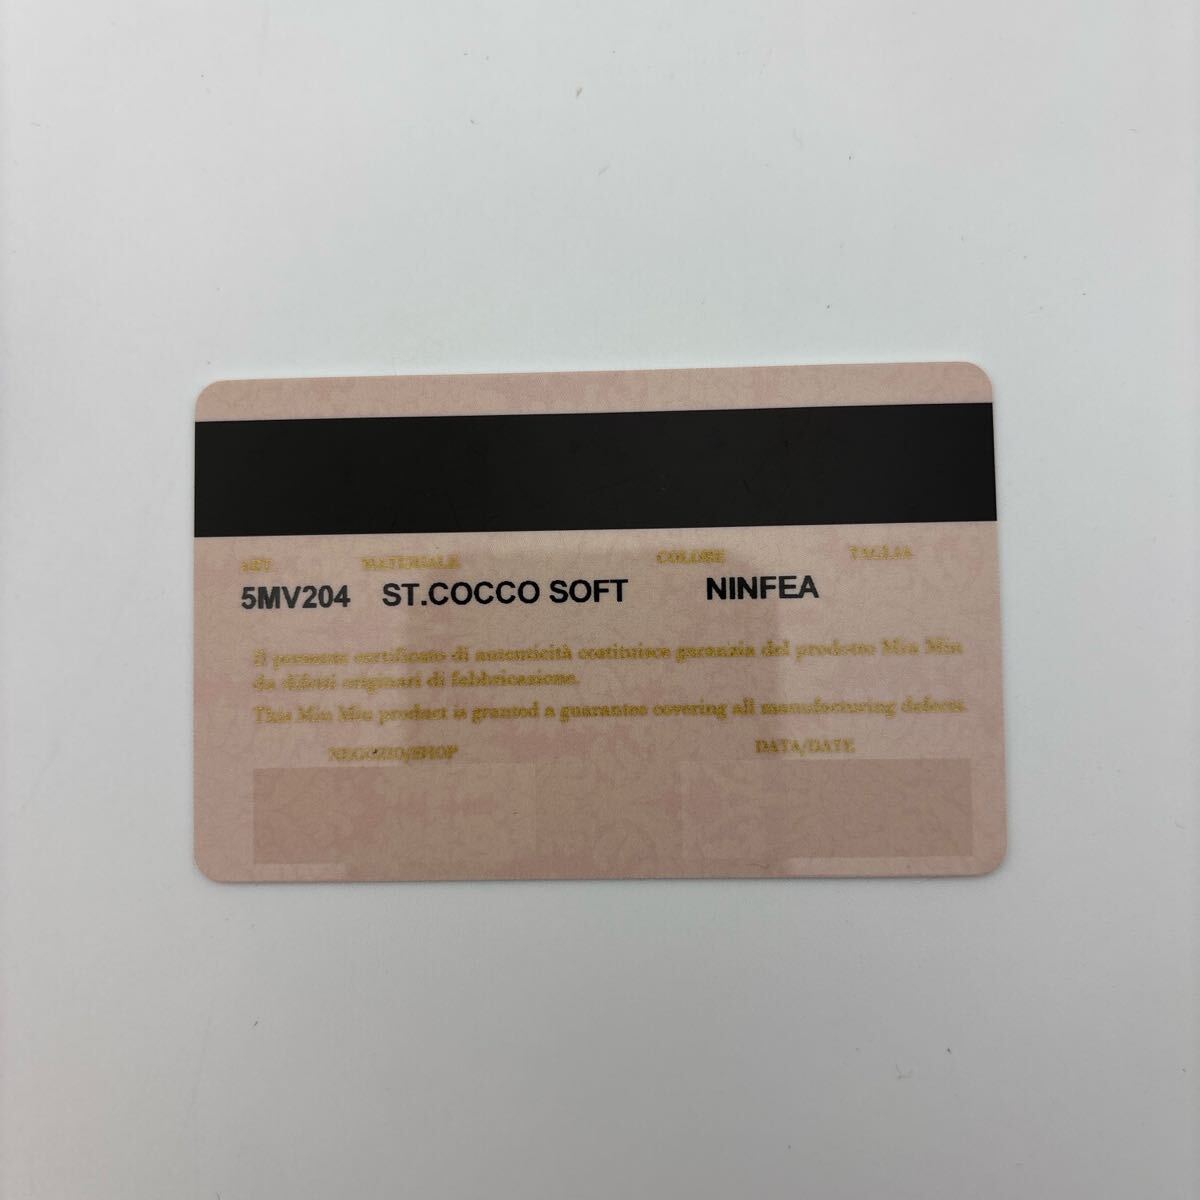 ART. MATERIALE COLORE TAGLIA
5MV204 ST.COCCO SOFT NINFEA
Il presente certificato di autenticità costituisce garanzia del prodotto Miu Miu
da difetti originari di fabbricazione.
This Miu Miu product is granted a guarantee covering all manufacturing defects.
NEGOZIO/SHOP DATA/DATE